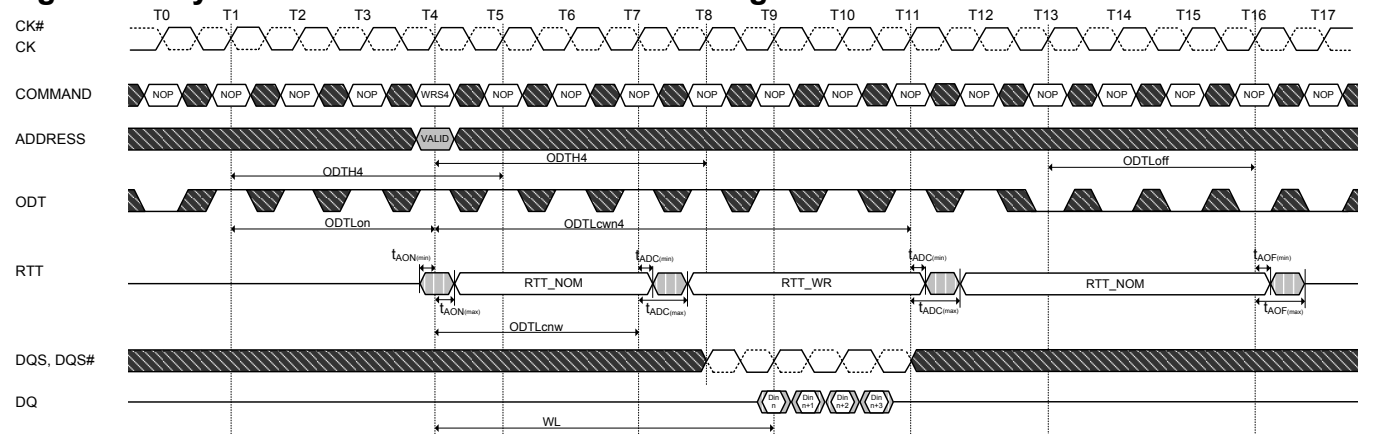 T0 T1 T2 T3 T4 T5 T6 T7 T8 T9 T10 T11 T12 T13 T14 T15 T16 T17
CK#
CK
COMMAND NOP NOP NOP NOP WRS4 NOP NOP NOP NOP NOP NOP NOP NOP NOP NOP NOP NOP NOP
ADDRESS VALID
ODTH4 ODTH4 ODTLoff
ODT
ODTLon ODTLcwn4
tAON(min) tADC(min) tADC(min) tAOF(min)
RTT RTT_NOM RTT_WR RTT_NOM
tAON(max) tADC(max) tADC(max) tAOF(max)
ODTLcnw
DQS, DQS#
DQ Din n Din n+1 Din n+2 Din n+3
WL